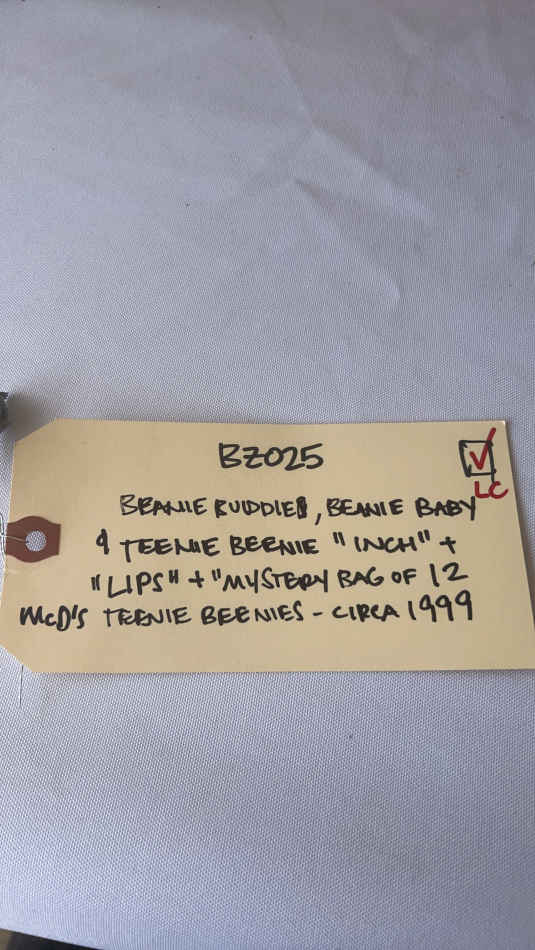 BZ025
LC
BEANIE BUDDIES, BEANIE BABY
& TEENIE BEENIE "INCH" +
"LIPS" + "MYSTERY BAG OF 12
McD'S TEENIE BEENIES - CIRCA 1999